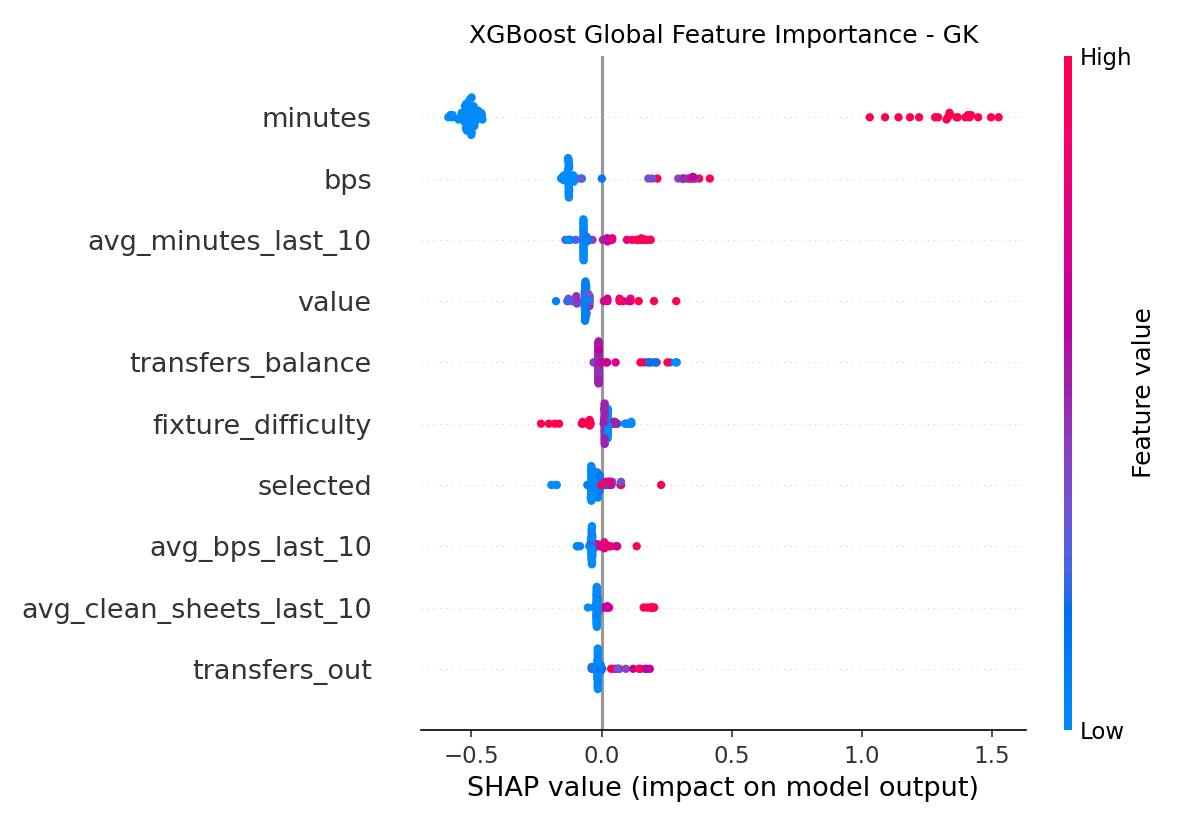 XGBoost Global Feature Importance - GK
High
minutes
bps
avg_minutes_last_10
value
transfers_balance
fixture_difficulty
selected
avg_bps_last_10
avg_clean_sheets_last_10
transfers_out
Feature value
Low
−0.5 0.0 0.5 1.0 1.5
SHAP value (impact on model output)